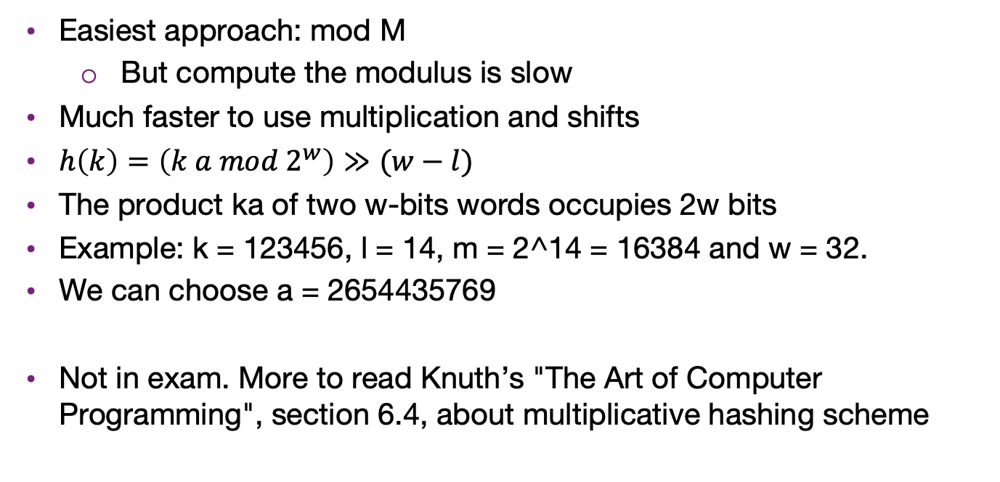 • Easiest approach: mod M
○ But compute the modulus is slow
• Much faster to use multiplication and shifts
• h(k) = (k a mod 2^w) ≫ (w − l)
• The product ka of two w-bits words occupies 2w bits
• Example: k = 123456, l = 14, m = 2^14 = 16384 and w = 32.
• We can choose a = 2654435769
• Not in exam. More to read Knuth’s "The Art of Computer
Programming", section 6.4, about multiplicative hashing scheme